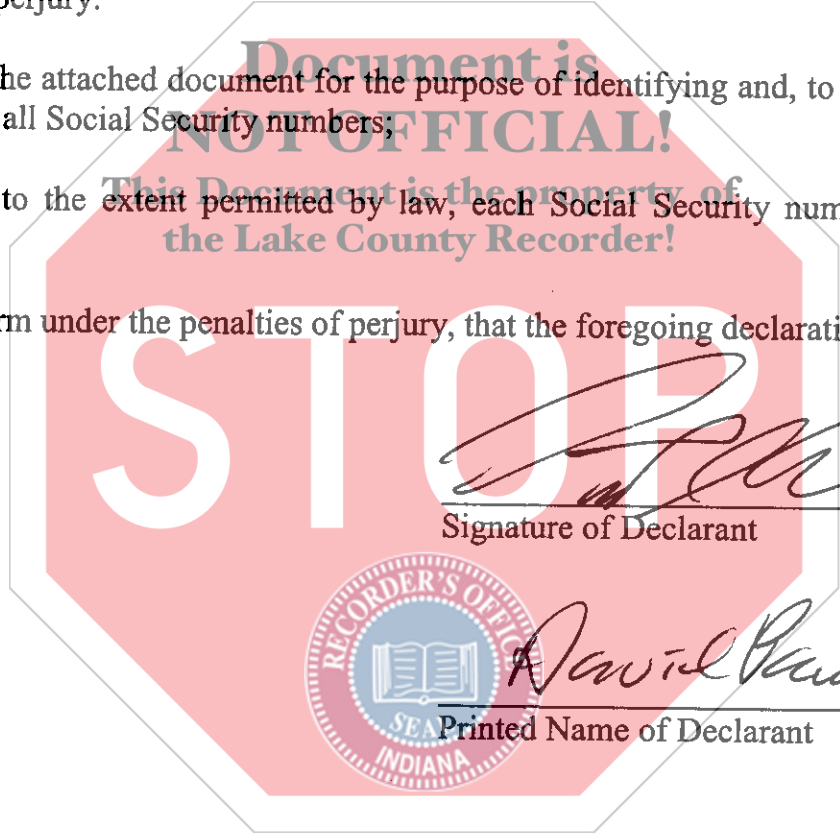 perjury.
Document is
he attached document for the purpose of identifying and, to
all Social Security numbers;
NOT OFFICIAL!
This Document is the property of
to the extent permitted by law, each Social Security num
the Lake County Recorder!
rm under the penalties of perjury, that the foregoing declarati
STOP
Signature of Declarant
RECORDER'S OFFIC
David
SEAL
Printed Name of Declarant
INDIANA